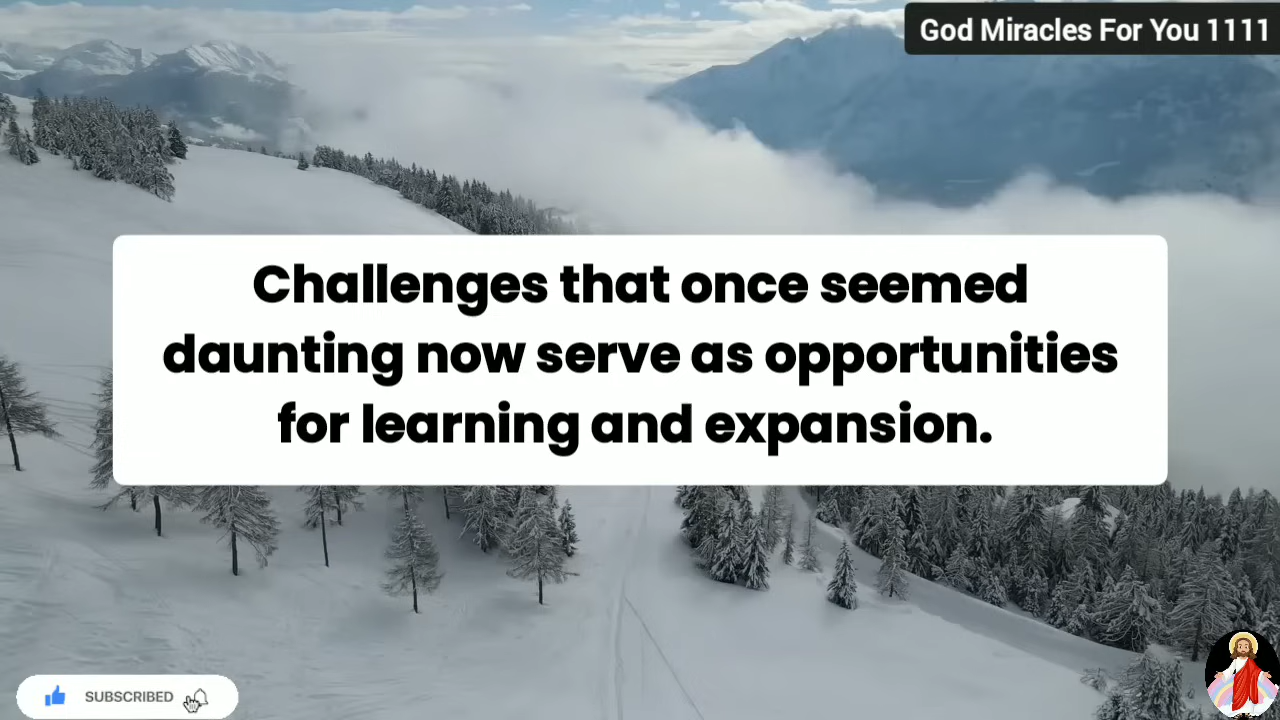 God Miracles For You 1111
Challenges that once seemed
daunting now serve as opportunities
for learning and expansion.
SUBSCRIBED